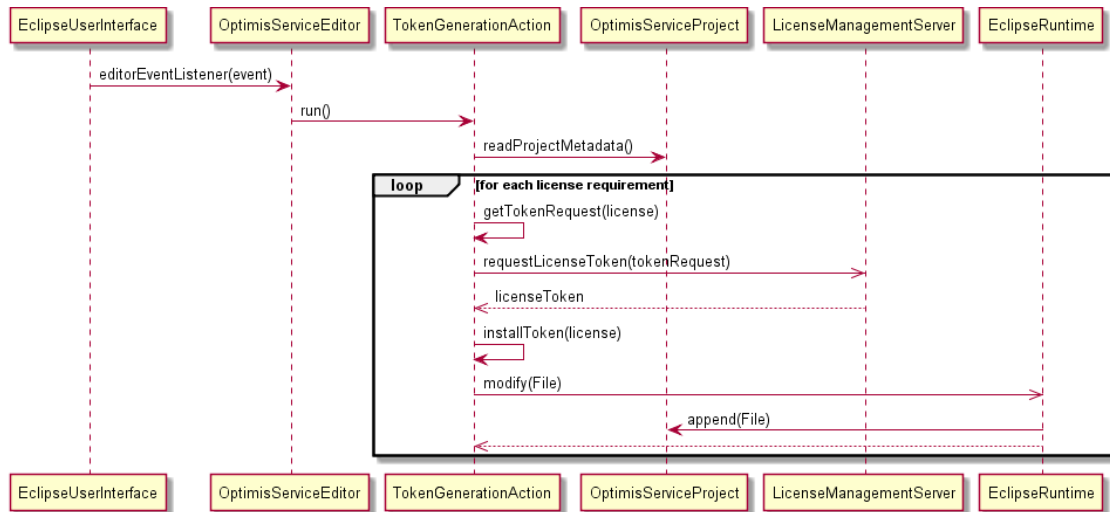 EclipseUserInterface OptimisServiceEditor TokenGenerationAction OptimisServiceProject LicenseManagementServer EclipseRuntime
editorEventListener(event)
run()
readProjectMetadata()
loop [for each license requirement]
getTokenRequest(license)
requestLicenseToken(tokenRequest)
licenseToken
installToken(license)
modify(File)
append(File)
EclipseUserInterface OptimisServiceEditor TokenGenerationAction OptimisServiceProject LicenseManagementServer EclipseRuntime